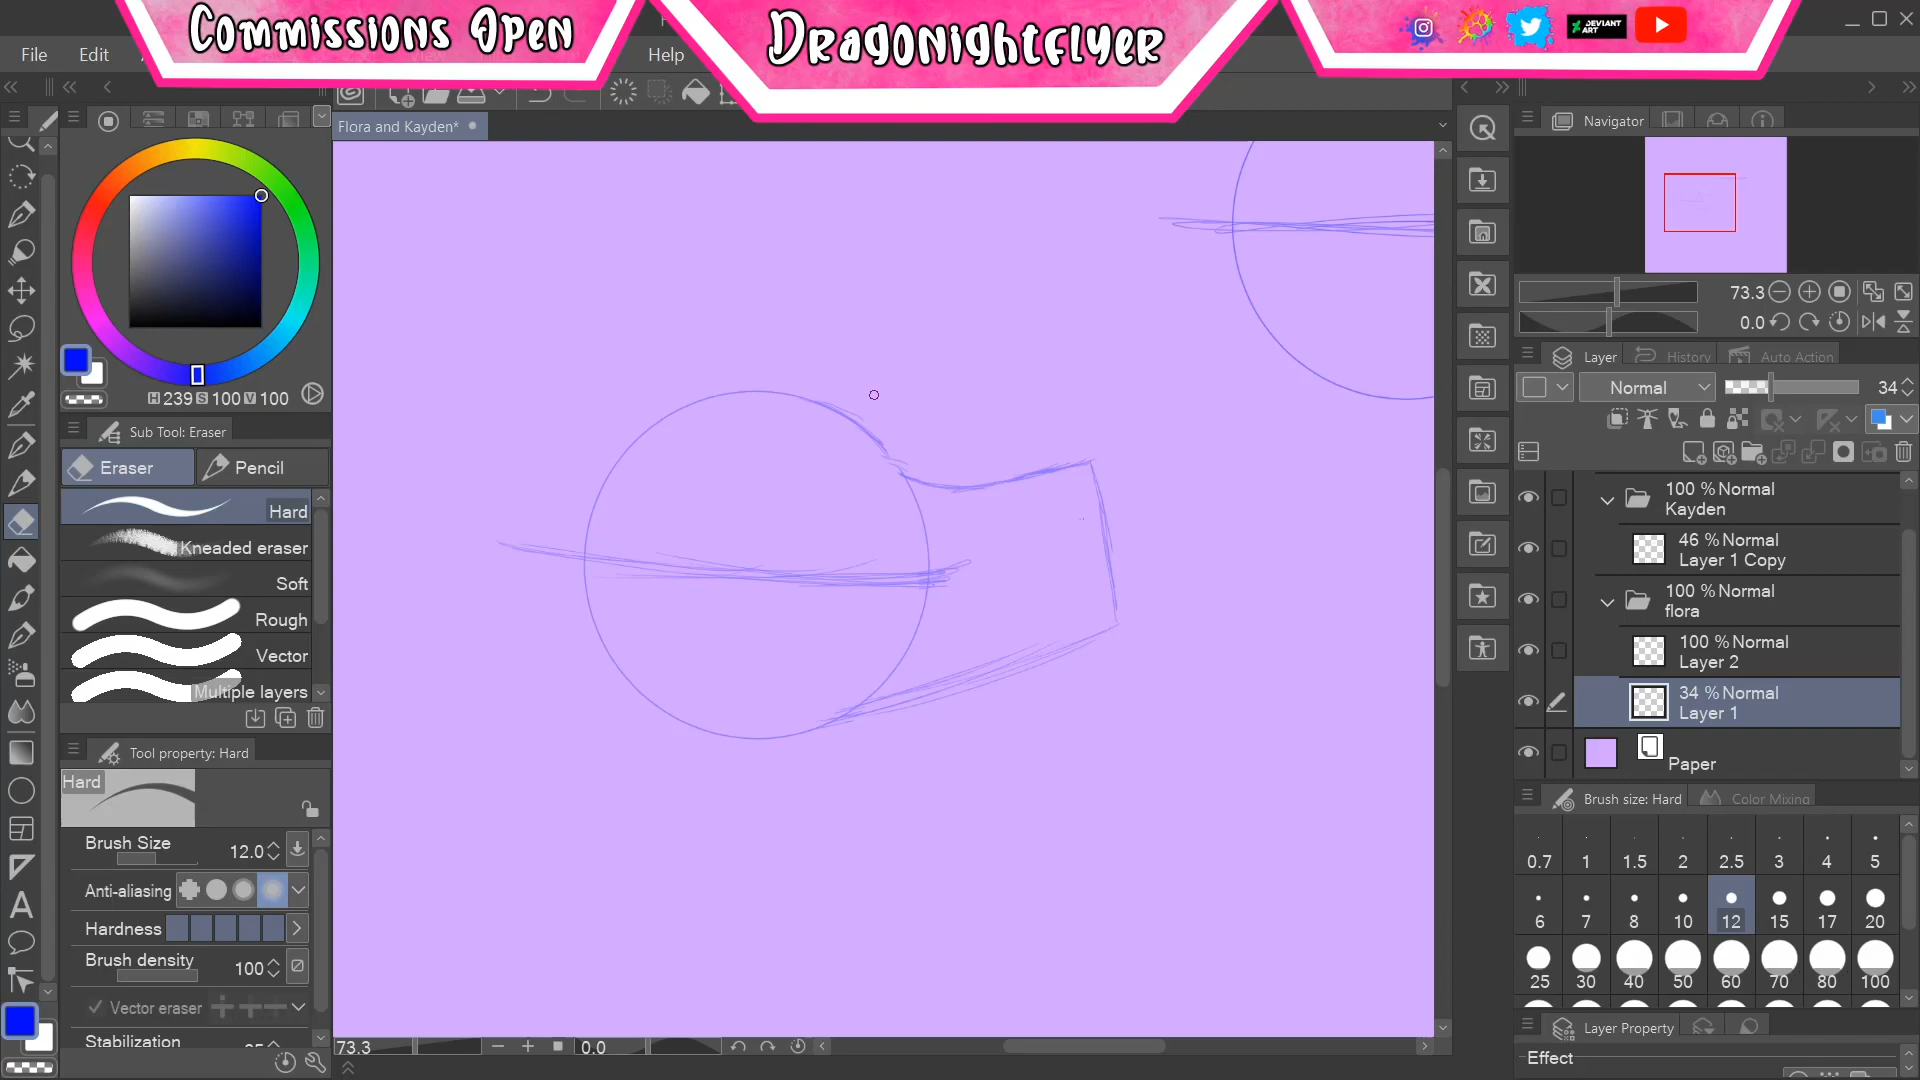 Commissions Open
Dragonightflyer
DEVIANT
ART
File
Edit
Help
Flora and Kayden*
Navigator
73.3
0.0
H 239 S 100 V 100
Layer
History
Auto Action
Normal
34
Sub Tool: Eraser
Eraser
Pencil
Hard
Kneaded eraser
Soft
Rough
Vector
Multiple layers
100 % Normal
Kayden
46 % Normal
Layer 1 Copy
100 % Normal
flora
100 % Normal
Layer 2
34 % Normal
Layer 1
Paper
Tool property: Hard
Hard
Brush Size
12.0
Anti-aliasing
Hardness
Brush density
100
Vector eraser
Stabilization
Brush size: Hard
Color Mixing
0.7 1 1.5 2 2.5 3 4 5
6 7 8 10 12 15 17 20
25 30 40 50 60 70 80 100
Layer Property
Effect
73.3
0.0